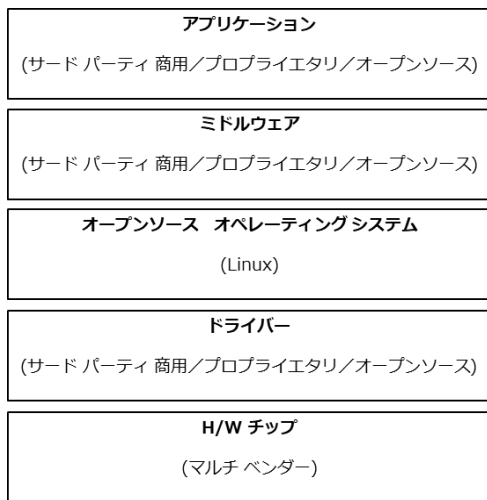 アプリケーション
(サード パーティ 商用／プロプライエタリ／オープンソース)
ミドルウェア
(サード パーティ 商用／プロプライエタリ／オープンソース)
オープンソース　オペレーティング システム
(Linux)
ドライバー
(サード パーティ 商用／プロプライエタリ／オープンソース)
H/W チップ
(マルチ ベンダー)